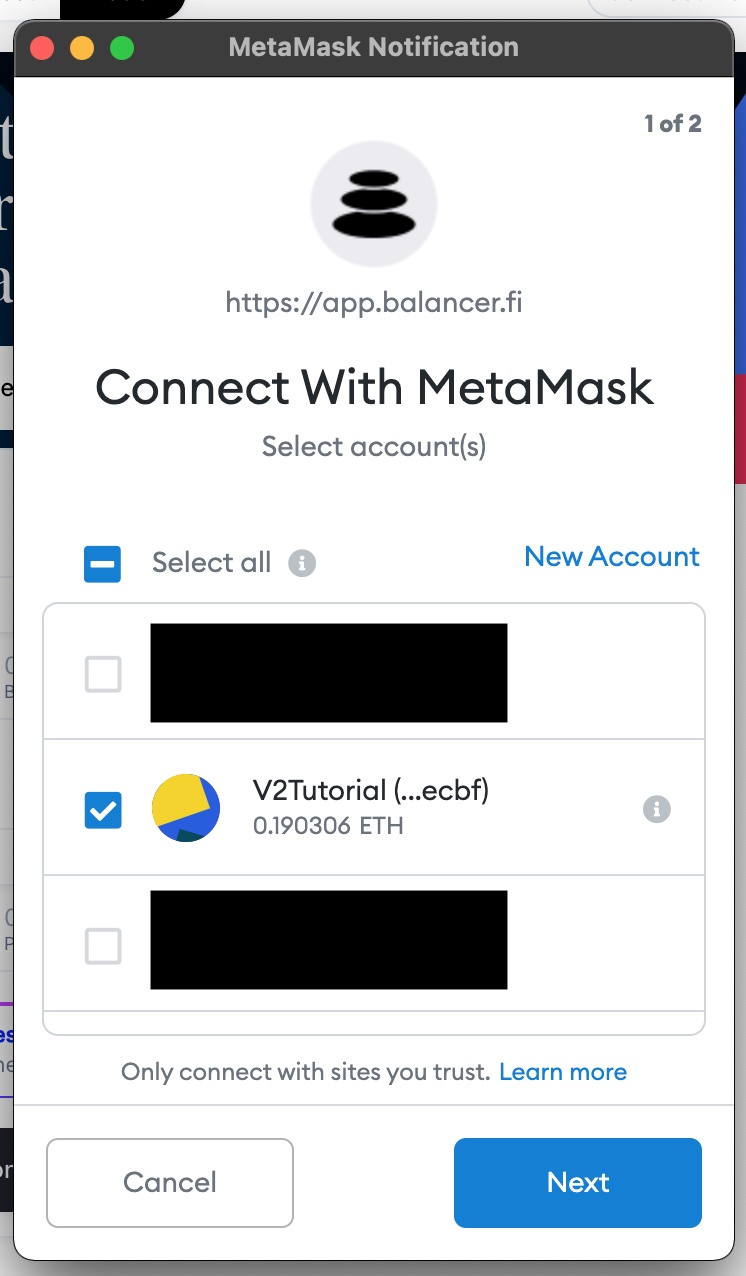 MetaMask Notification
1 of 2
https://app.balancer.fi
Connect With MetaMask
Select account(s)
Select all
New Account
V2Tutorial (...ecbf)
0.190306 ETH
Only connect with sites you trust. Learn more
Cancel
Next